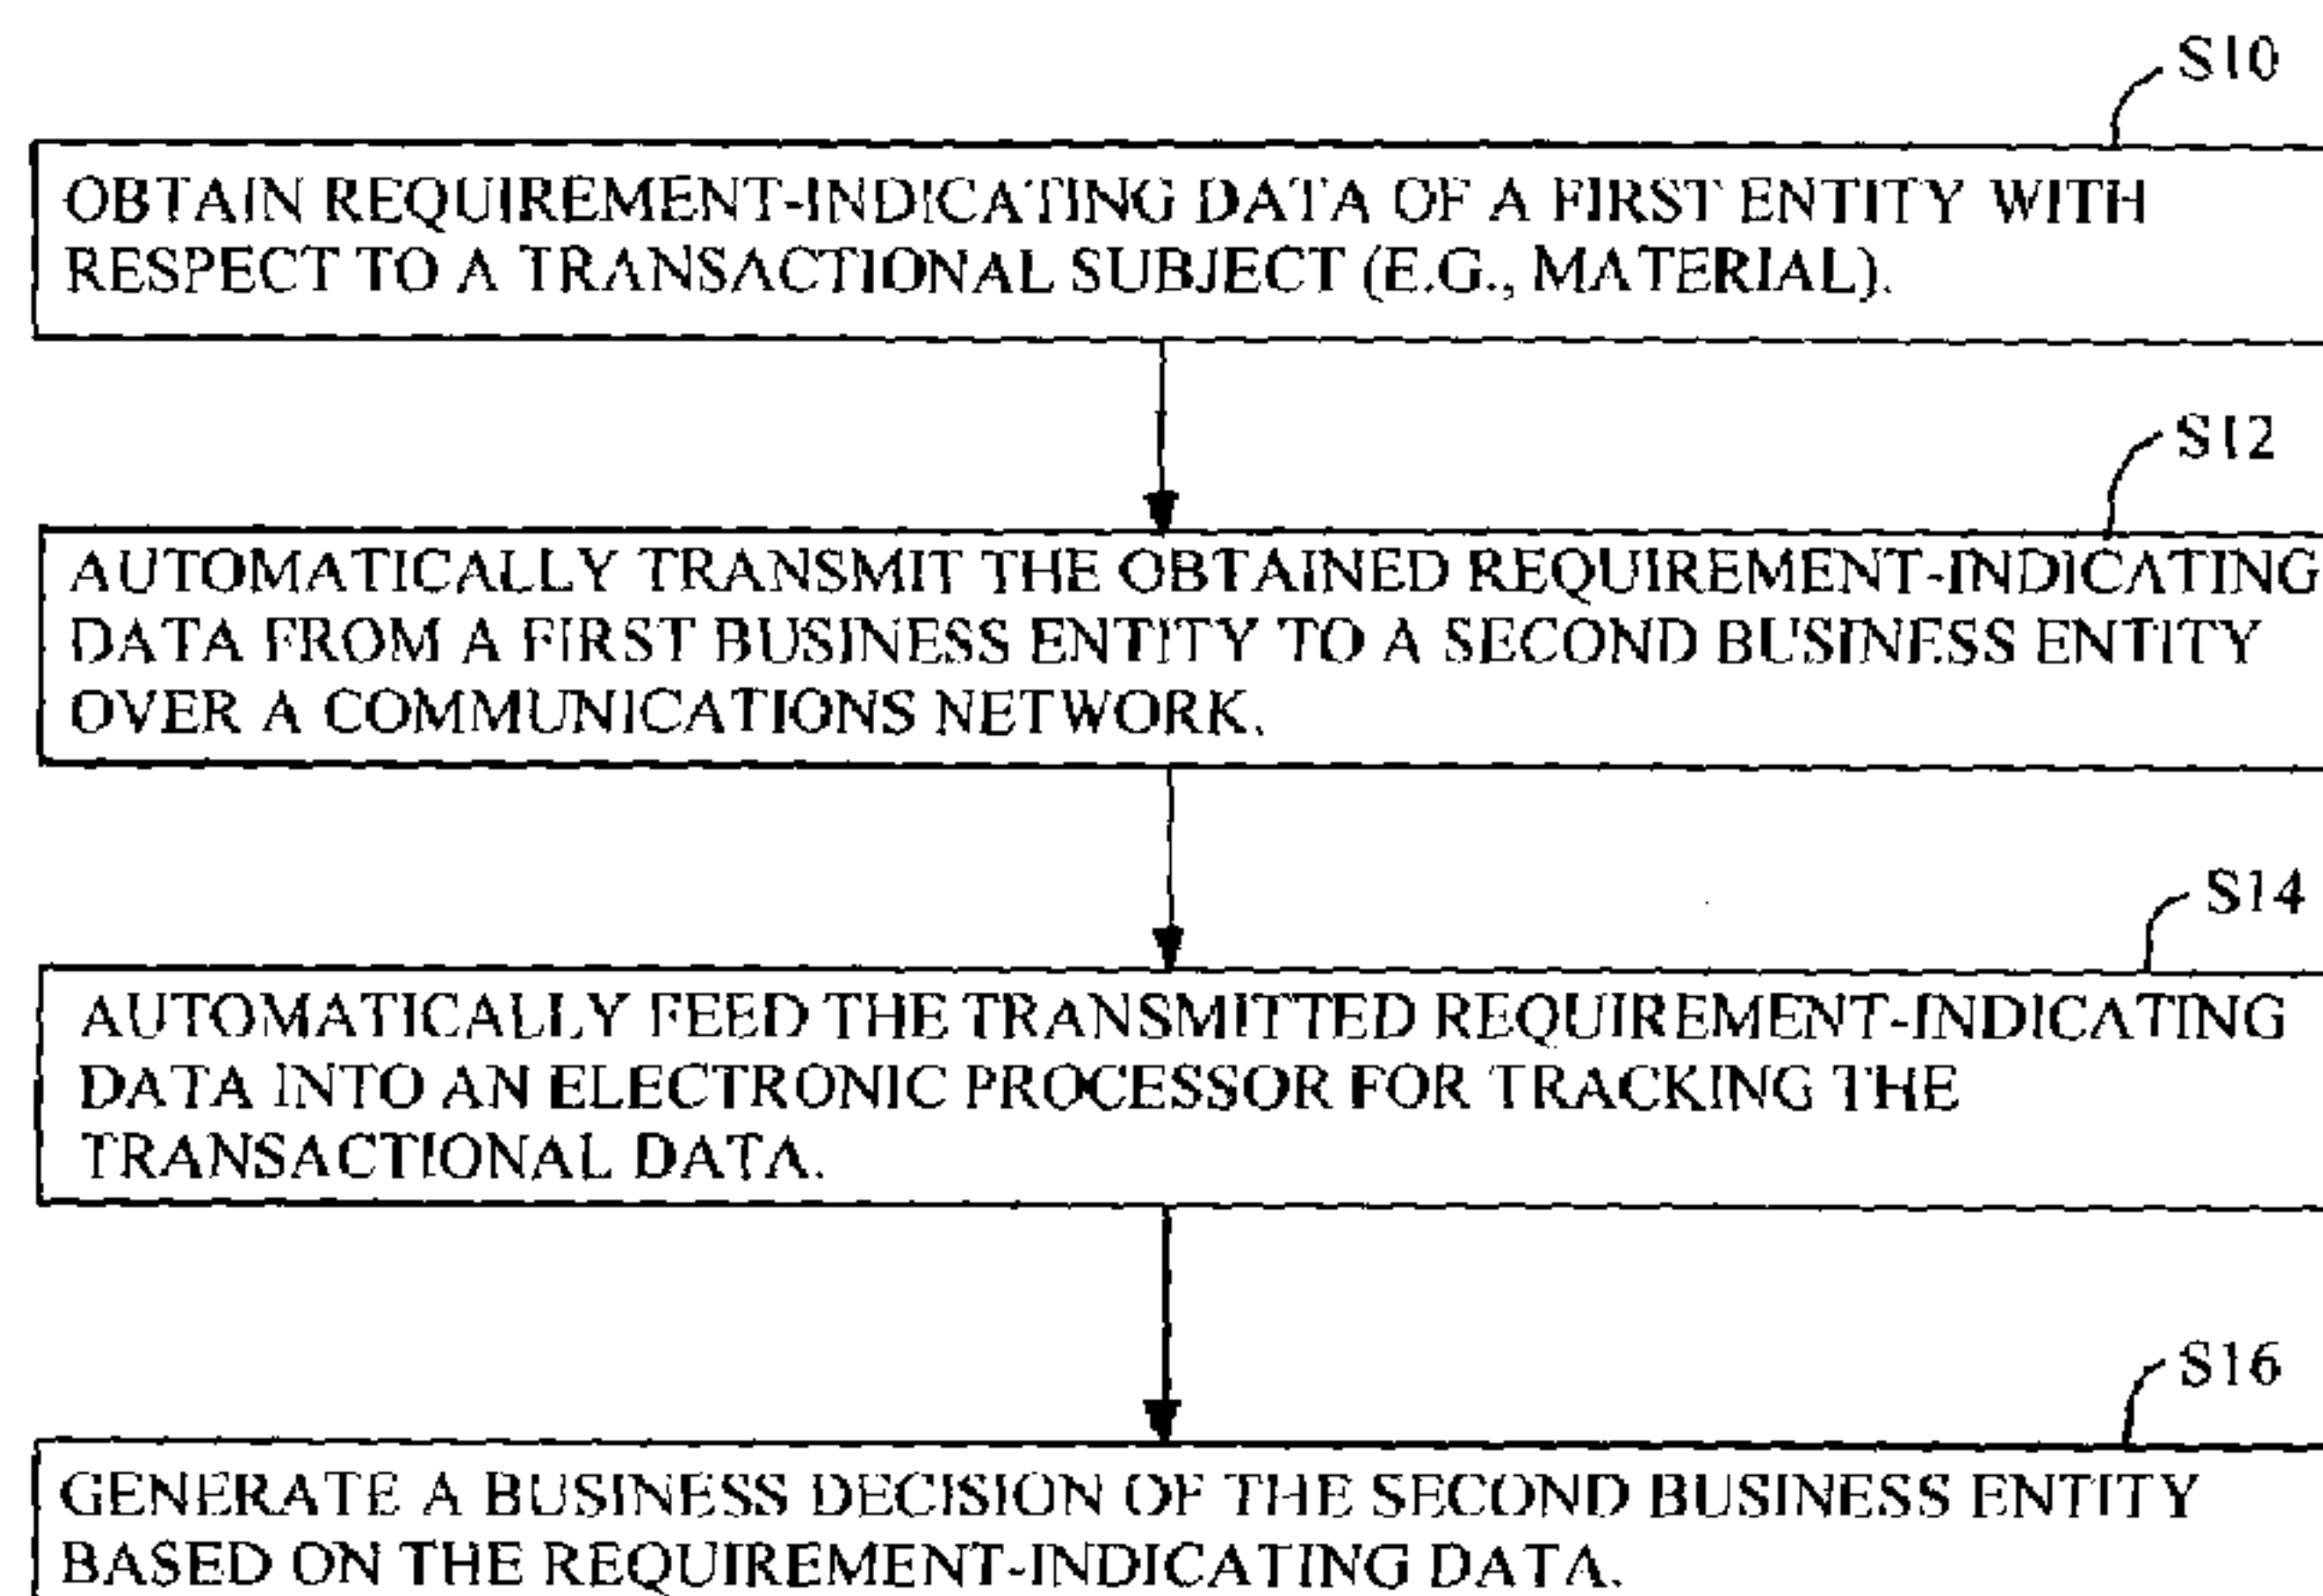 S10
OBTAIN REQUIREMENT-INDICATING DATA OF A FIRST ENTITY WITH
RESPECT TO A TRANSACTIONAL SUBJECT (E.G., MATERIAL).
S12
AUTOMATICALLY TRANSMIT THE OBTAINED REQUIREMENT-INDICATING
DATA FROM A FIRST BUSINESS ENTITY TO A SECOND BUSINESS ENTITY
OVER A COMMUNICATIONS NETWORK.
S14
AUTOMATICALLY FEED THE TRANSMITTED REQUIREMENT-INDICATING
DATA INTO AN ELECTRONIC PROCESSOR FOR TRACKING THE
TRANSACTIONAL DATA.
S16
GENERATE A BUSINESS DECISION OF THE SECOND BUSINESS ENTITY
BASED ON THE REQUIREMENT-INDICATING DATA.